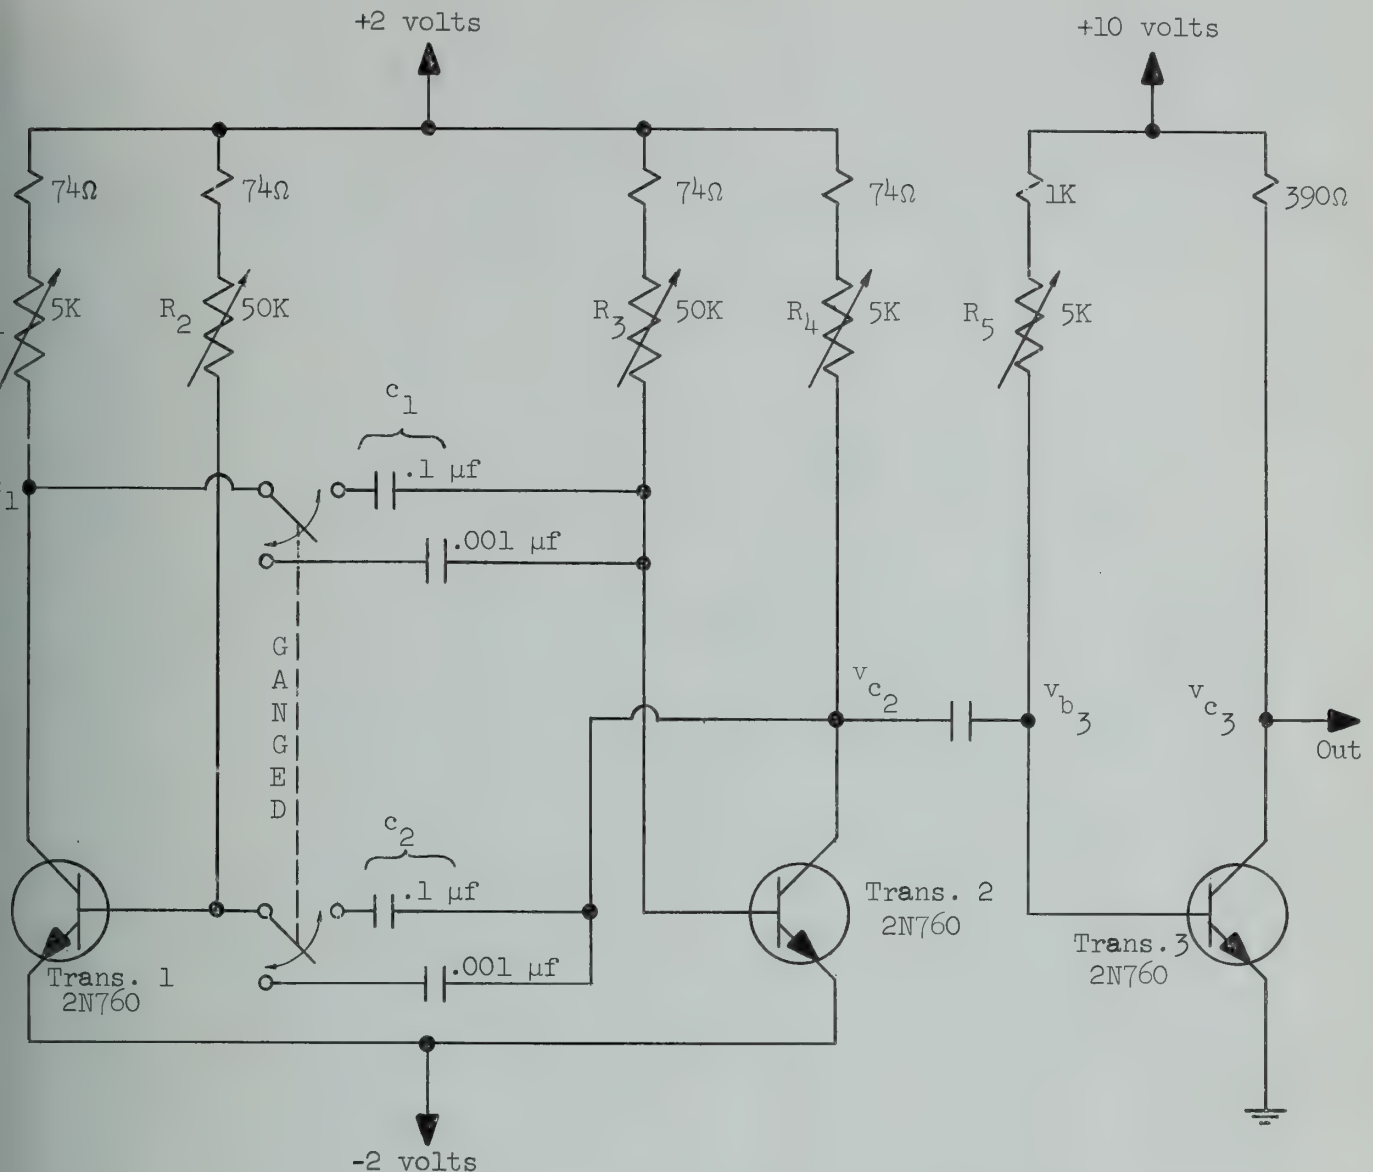 +2 volts
+10 volts
74Ω
74Ω
74Ω
74Ω
1K
390Ω
5K
R2
50K
R3
50K
R4
5K
R5
5K
c1
.1 μf
1
.001 μf
GANGED
vc2
vb3
vc3
Out
c2
.1 μf
.001 μf
Trans. 1
2N760
Trans. 2
2N760
Trans. 3
2N760
-2 volts